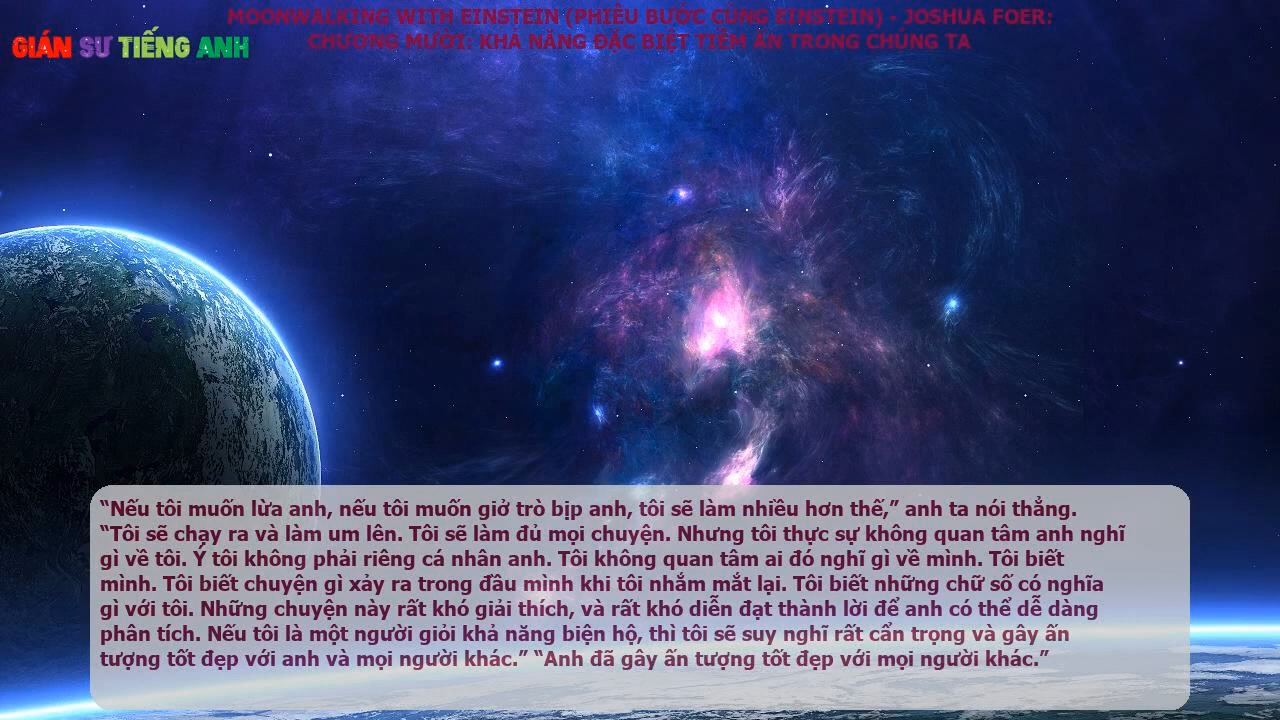 MOONWALKING WITH EINSTEIN (PHIÊU BƯỚC CÙNG EINSTEIN) - JOSHUA FOER:
CHƯƠNG MƯỜI: KHẢ NĂNG ĐẶC BIỆT TIỀM ẨN TRONG CHÚNG TA
GIÁN SƯ TIẾNG ANH
“Nếu tôi muốn lừa anh, nếu tôi muốn giở trò bịp anh, tôi sẽ làm nhiều hơn thế,” anh ta nói thẳng.
“Tôi sẽ chạy ra và làm um lên. Tôi sẽ làm đủ mọi chuyện. Nhưng tôi thực sự không quan tâm anh nghĩ
gì về tôi. Ý tôi không phải riêng cá nhân anh. Tôi không quan tâm ai đó nghĩ gì về mình. Tôi biết
mình. Tôi biết chuyện gì xảy ra trong đầu mình khi tôi nhắm mắt lại. Tôi biết những chữ số có nghĩa
gì với tôi. Những chuyện này rất khó giải thích, và rất khó diễn đạt thành lời để anh có thể dễ dàng
phân tích. Nếu tôi là một người giỏi khả năng biện hộ, thì tôi sẽ suy nghĩ rất cẩn trọng và gây ấn
tượng tốt đẹp với anh và mọi người khác.” “Anh đã gây ấn tượng tốt đẹp với mọi người khác.”